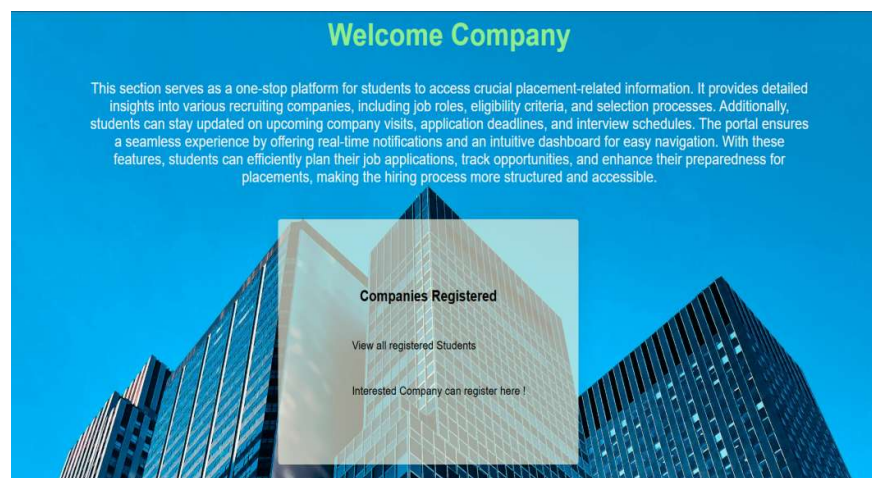 Welcome Company
This section serves as a one-stop platform for students to access crucial placement-related information. It provides detailed
insights into various recruiting companies, including job roles, eligibility criteria, and selection processes. Additionally,
students can stay updated on upcoming company visits, application deadlines, and interview schedules. The portal ensures
a seamless experience by offering real-time notifications and an intuitive dashboard for easy navigation. With these
features, students can efficiently plan their job applications, track opportunities, and enhance their preparedness for
placements, making the hiring process more structured and accessible.
Companies Registered
View all registered Students
Interested Company can register here !